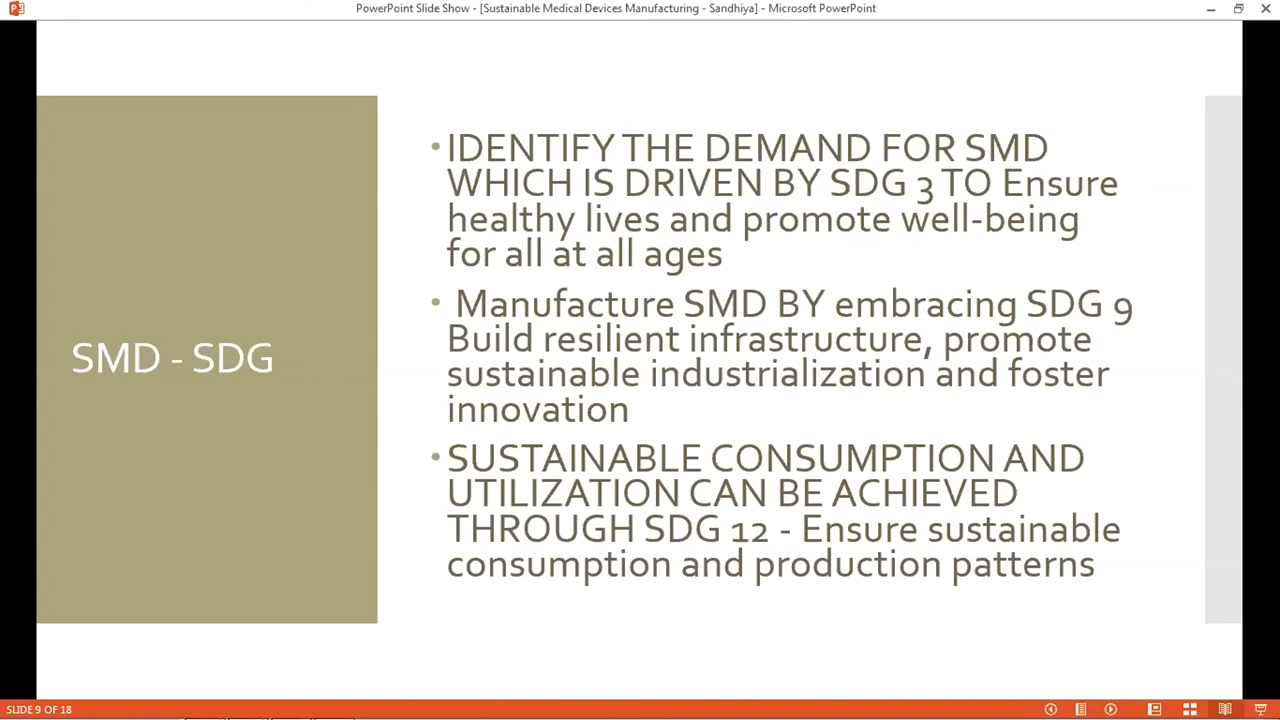 PowerPoint Slide Show - [Sustainable Medical Devices Manufacturing - Sandhiya] - Microsoft PowerPoint
SMD - SDG
• IDENTIFY THE DEMAND FOR SMD
WHICH IS DRIVEN BY SDG 3 TO Ensure
healthy lives and promote well-being
for all at all ages
• Manufacture SMD BY embracing SDG 9
Build resilient infrastructure, promote
sustainable industrialization and foster
innovation
• SUSTAINABLE CONSUMPTION AND
UTILIZATION CAN BE ACHIEVED
THROUGH SDG 12 - Ensure sustainable
consumption and production patterns
SLIDE 9 OF 18